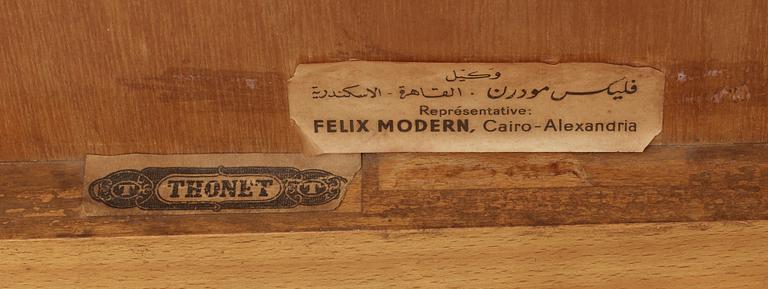 وكيل
فليكس مودرن . القاهرة - الاسكندرية
Représentative:
FELIX MODERN, Cairo-Alexandria
T THONET T